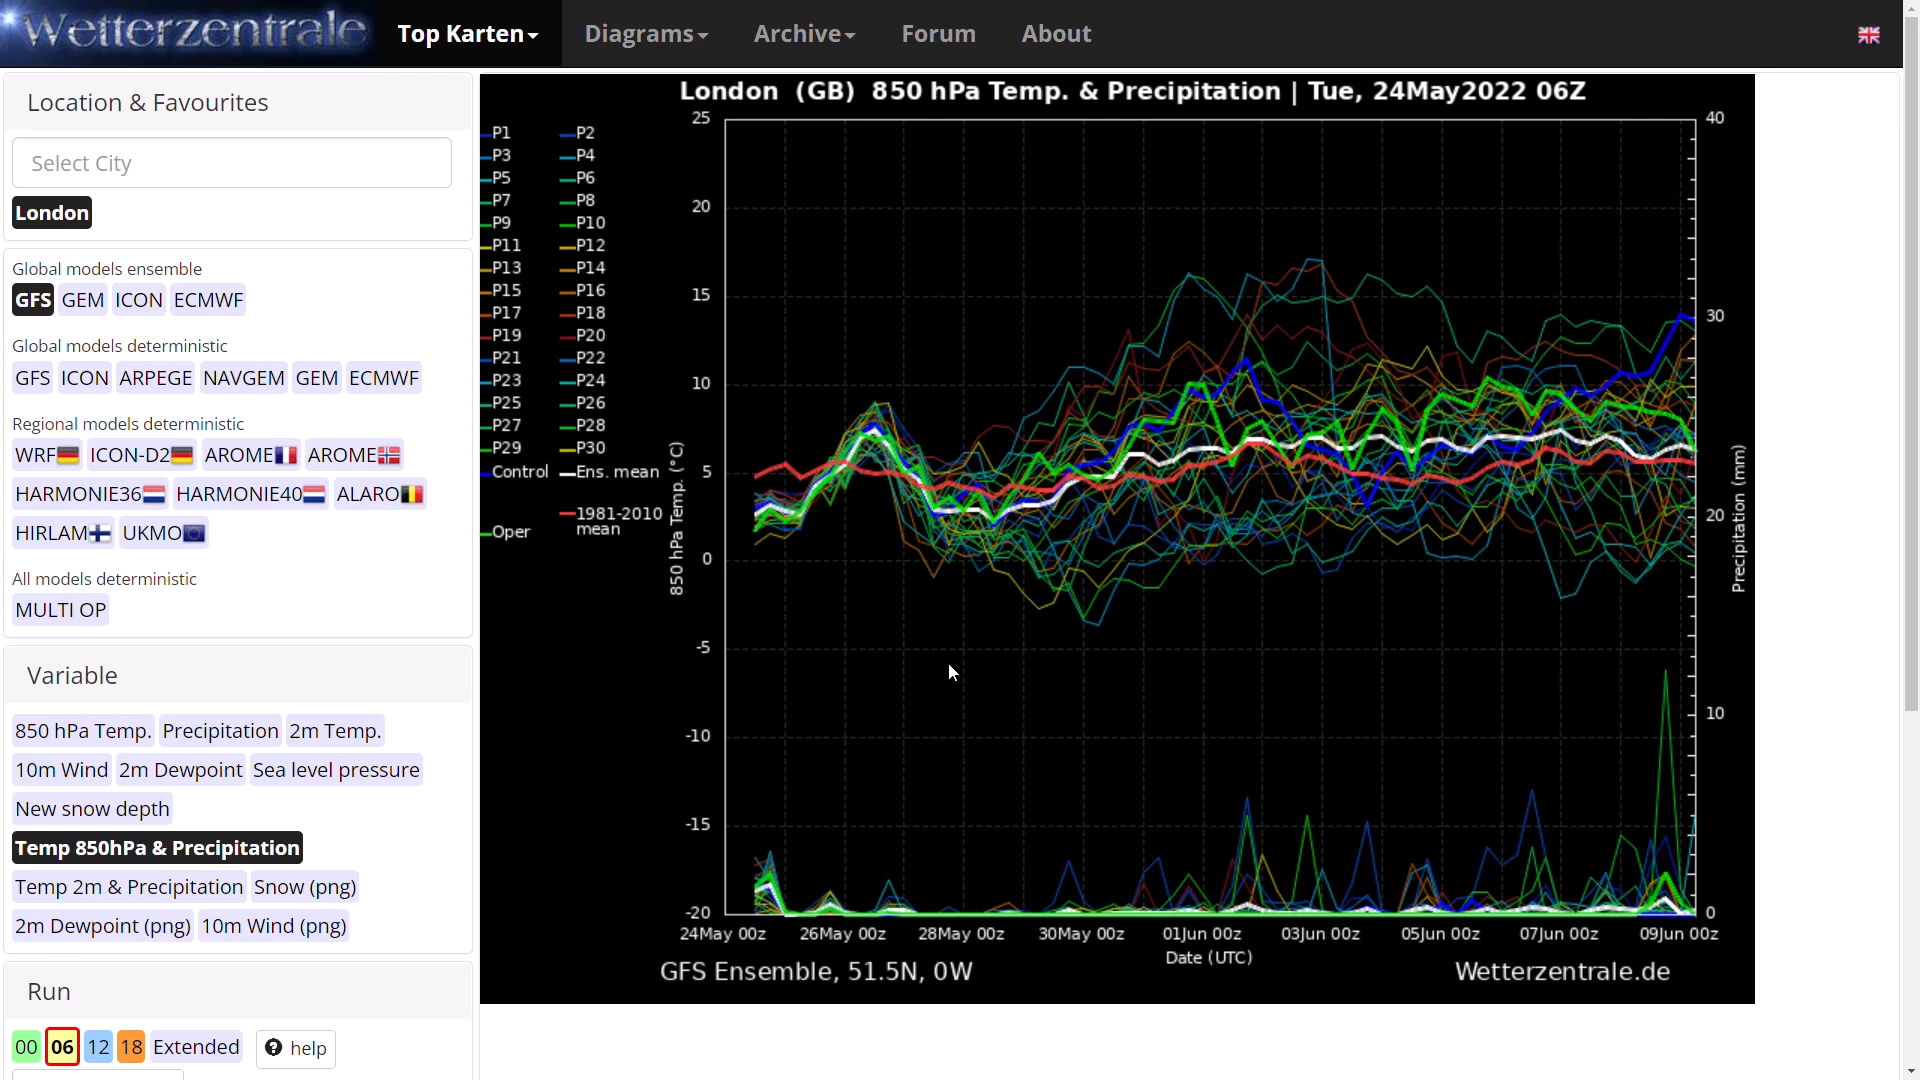 Wetterzentrale Top Karten Diagrams Archive Forum About
Location & Favourites
Select City
London
Global models ensemble
GFS GEM ICON ECMWF
Global models deterministic
GFS ICON ARPEGE NAVGEM GEM ECMWF
Regional models deterministic
WRF ICON-D2 AROME AROME
HARMONIE36 HARMONIE40 ALARO
HIRLAM UKMO
All models deterministic
MULTI OP
Variable
850 hPa Temp. Precipitation 2m Temp.
10m Wind 2m Dewpoint Sea level pressure
New snow depth
Temp 850hPa & Precipitation
Temp 2m & Precipitation Snow (png)
2m Dewpoint (png) 10m Wind (png)
Run
00 06 12 18 Extended help
London (GB) 850 hPa Temp. & Precipitation | Tue, 24May2022 06Z
P1 P2
P3 P4
P5 P6
P7 P8
P9 P10
P11 P12
P13 P14
P15 P16
P17 P18
P19 P20
P21 P22
P23 P24
P25 P26
P27 P28
P29 P30
Control Ens. mean
Oper 1981-2010
mean
850 hPa Temp. (°C)
25
20
15
10
5
0
-5
-10
-15
-20
40
30
20
10
0
Precipitation (mm)
24May 00z 26May 00z 28May 00z 30May 00z 01Jun 00z 03Jun 00z 05Jun 00z 07Jun 00z 09Jun 00z
Date (UTC)
GFS Ensemble, 51.5N, 0W Wetterzentrale.de